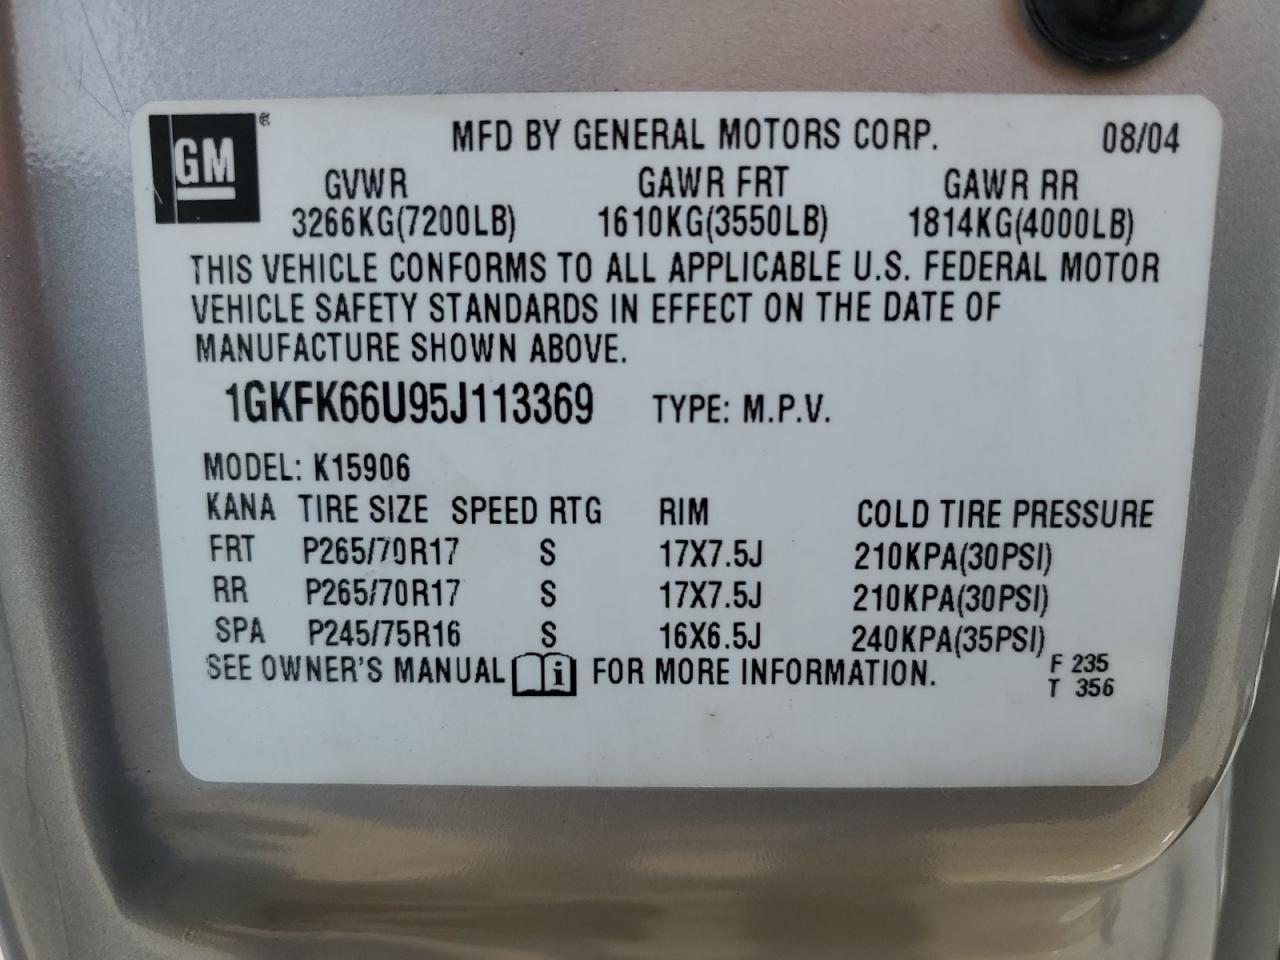 GM®
MFD BY GENERAL MOTORS CORP. 08/04
GVWR GAWR FRT GAWR RR
3266KG(7200LB) 1610KG(3550LB) 1814KG(4000LB)
THIS VEHICLE CONFORMS TO ALL APPLICABLE U.S. FEDERAL MOTOR
VEHICLE SAFETY STANDARDS IN EFFECT ON THE DATE OF
MANUFACTURE SHOWN ABOVE.
1GKFK66U95J113369 TYPE: M.P.V.
MODEL: K15906
KANA TIRE SIZE SPEED RTG RIM COLD TIRE PRESSURE
FRT P265/70R17 S 17X7.5J 210KPA(30PSI)
RR P265/70R17 S 17X7.5J 210KPA(30PSI)
SPA P245/75R16 S 16X6.5J 240KPA(35PSI)
SEE OWNER'S MANUAL i FOR MORE INFORMATION.
F 235
T 356